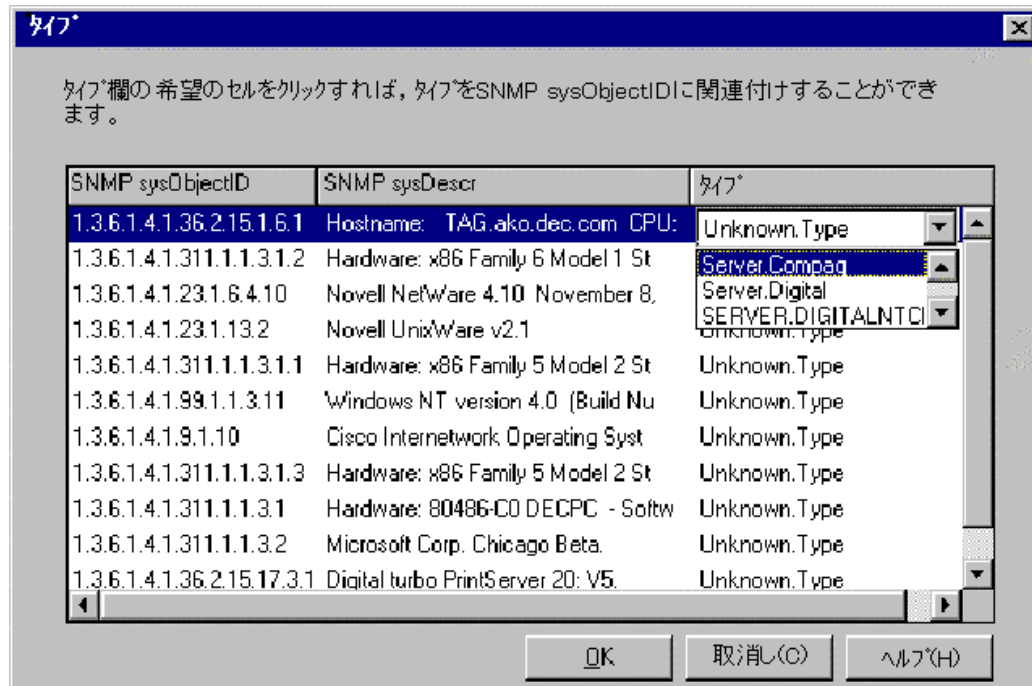 ﾀｲﾌﾟ
ﾀｲﾌﾟ欄の 希望のｾﾙをｸﾘｯｸすれば，ﾀｲﾌﾟをSNMP sysObjectIDに関連付けすることができ
ます。
SNMP sysObjectID SNMP sysDescr ﾀｲﾌﾟ
1.3.6.1.4.1.36.2.15.1.6.1 Hostname: TAG.ako.dec.com CPU: Unknown.Type
1.3.6.1.4.1.311.1.1.3.1.2 Hardware: x86 Family 6 Model 1 St Server.Compaq
1.3.6.1.4.1.23.1.6.4.10 Novell NetWare 4.10 November 8, Server.Digital
SERVER.DIGITALNTCl
1.3.6.1.4.1.23.1.13.2 Novell UnixWare v2.1 Unknown.Type
1.3.6.1.4.1.311.1.1.3.1.1 Hardware: x86 Family 5 Model 2 St Unknown.Type
1.3.6.1.4.1.99.1.1.3.11 Windows NT version 4.0 (Build Nu Unknown.Type
1.3.6.1.4.1.9.1.10 Cisco Internetwork Operating Syst Unknown.Type
1.3.6.1.4.1.311.1.1.3.1.3 Hardware: x86 Family 5 Model 2 St Unknown.Type
1.3.6.1.4.1.311.1.1.3.1 Hardware: 80486-C0 DECPC - Softw Unknown.Type
1.3.6.1.4.1.311.1.1.3.2 Microsoft Corp. Chicago Beta. Unknown.Type
1.3.6.1.4.1.36.2.15.17.3.1 Digital turbo PrintServer 20: V5. Unknown.Type
OK 取消し(C) ﾍﾙﾌﾟ(H)